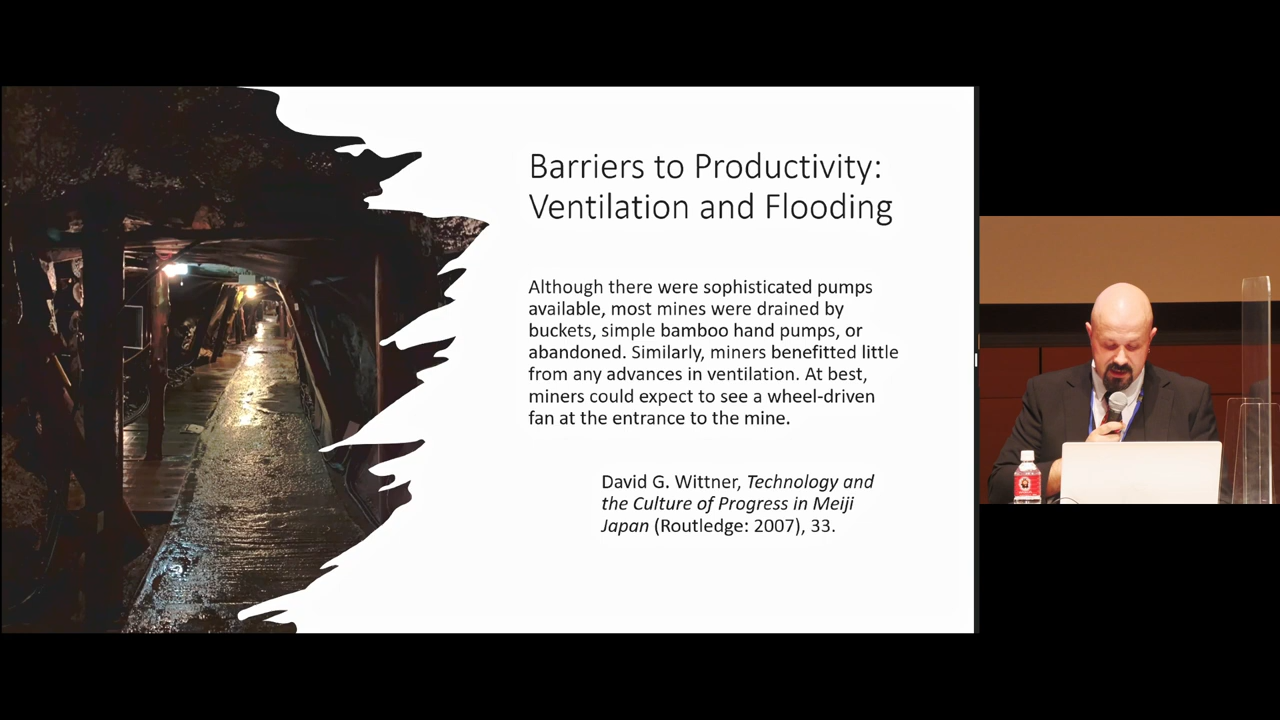 Barriers to Productivity:
Ventilation and Flooding
Although there were sophisticated pumps
available, most mines were drained by
buckets, simple bamboo hand pumps, or
abandoned. Similarly, miners benefitted little
from any advances in ventilation. At best,
miners could expect to see a wheel-driven
fan at the entrance to the mine.
David G. Wittner, Technology and
the Culture of Progress in Meiji
Japan (Routledge: 2007), 33.